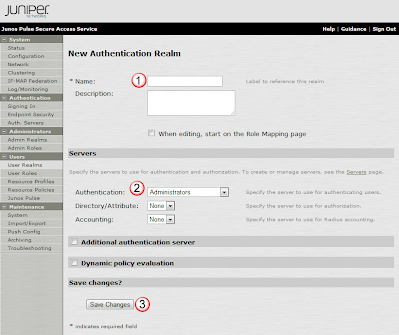 JUNIPER
NETWORKS
Junos Pulse Secure Access Service
Help | Guidance | Sign Out
System
Status
Configuration
Network
Clustering
IF-MAP Federation
Log/Monitoring
Authentication
Signing In
Endpoint Security
Auth. Servers
Administrators
Admin Realms
Admin Roles
Users
User Realms
User Roles
Resource Profiles
Resource Policies
Junos Pulse
Maintenance
System
Import/Export
Push Config
Archiving
Troubleshooting
New Authentication Realm
* Name: 1 Label to reference this realm
Description:
When editing, start on the Role Mapping page
Servers
Specify the servers to use for authentication and authorization. To create or manage servers, see the Servers page.
Authentication: 2 Administrators Specify the server to use for authenticating users.
Directory/Attribute: None Specify the server to use for authorization.
Accounting: None Specify the server to use for Radius accounting.
Additional authentication server
Dynamic policy evaluation
Save changes?
Save Changes 3
* indicates required field